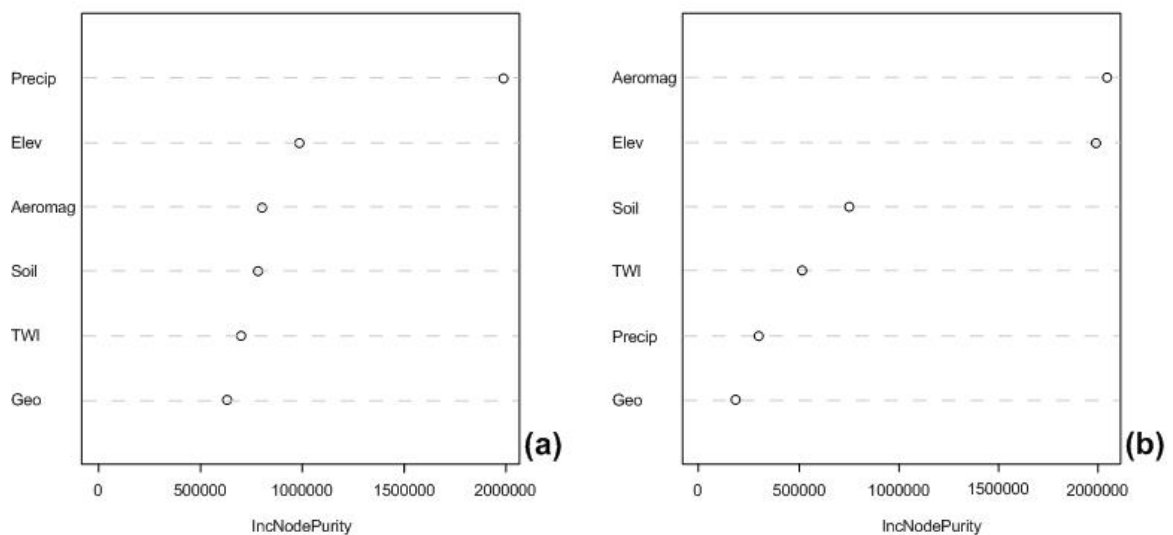 Precip
Elev
Aeromag
Soil
TWI
Geo
(a)
0 500000 1000000 1500000 2000000
IncNodePurity
Aeromag
Elev
Soil
TWI
Precip
Geo
(b)
0 500000 1000000 1500000 2000000
IncNodePurity